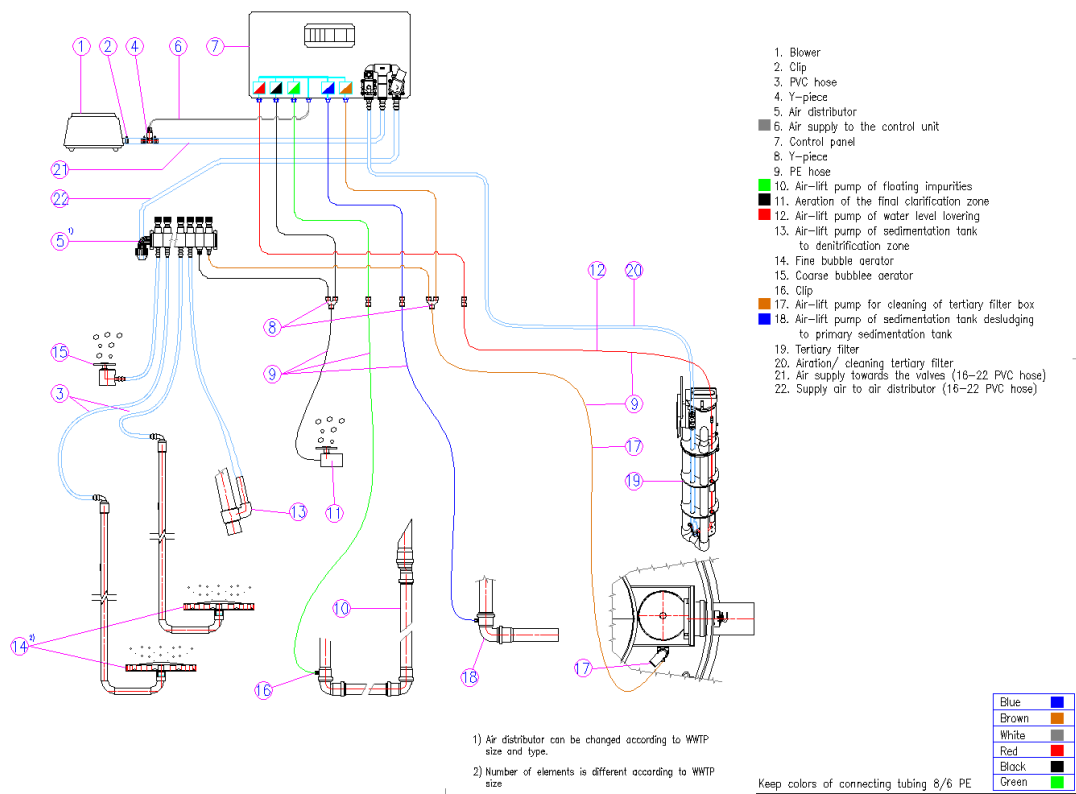 1
2
4
6
7
21
22
5 1)
15
3
8
9
12
20
9
17
19
13
11
10
14 2)
16
18
17
1. Blower
2. Clip
3. PVC hose
4. Y-piece
5. Air distributor
6. Air supply to the control unit
7. Control panel
8. Y-piece
9. PE hose
10. Air-lift pump of floating impurities
11. Aeration of the final clarification zone
12. Air-lift pump of water level lowering
13. Air-lift pump of sedimentation tank
to denitrification zone
14. Fine bubble aerator
15. Coarse bubblee aerator
16. Clip
17. Air-lift pump for cleaning of tertiary filter box
18. Air-lift pump of sedimentation tank desludging
to primary sedimentation tank
19. Tertiary filter
20. Airation/ cleaning tertiary filter
21. Air supply towards the valves (16-22 PVC hose)
22. Supply air to air distributor (16-22 PVC hose)
1) Air distributor can be changed according to WWTP
size and type.
2) Number of elements is different according to WWTP
size
Keep colors of connecting tubing 8/6 PE
Blue
Brown
White
Red
Black
Green